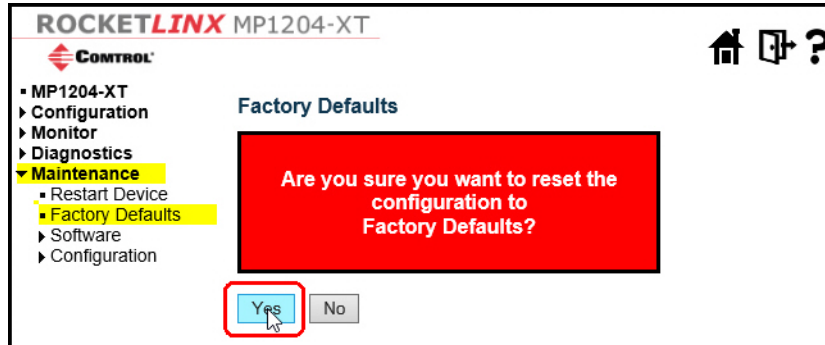 ROCKETLINX MP1204-XT
COMTROL
MP1204-XT
Configuration
Monitor
Diagnostics
Maintenance
Restart Device
Factory Defaults
Software
Configuration
Factory Defaults
Are you sure you want to reset the
configuration to
Factory Defaults?
Yes No
?